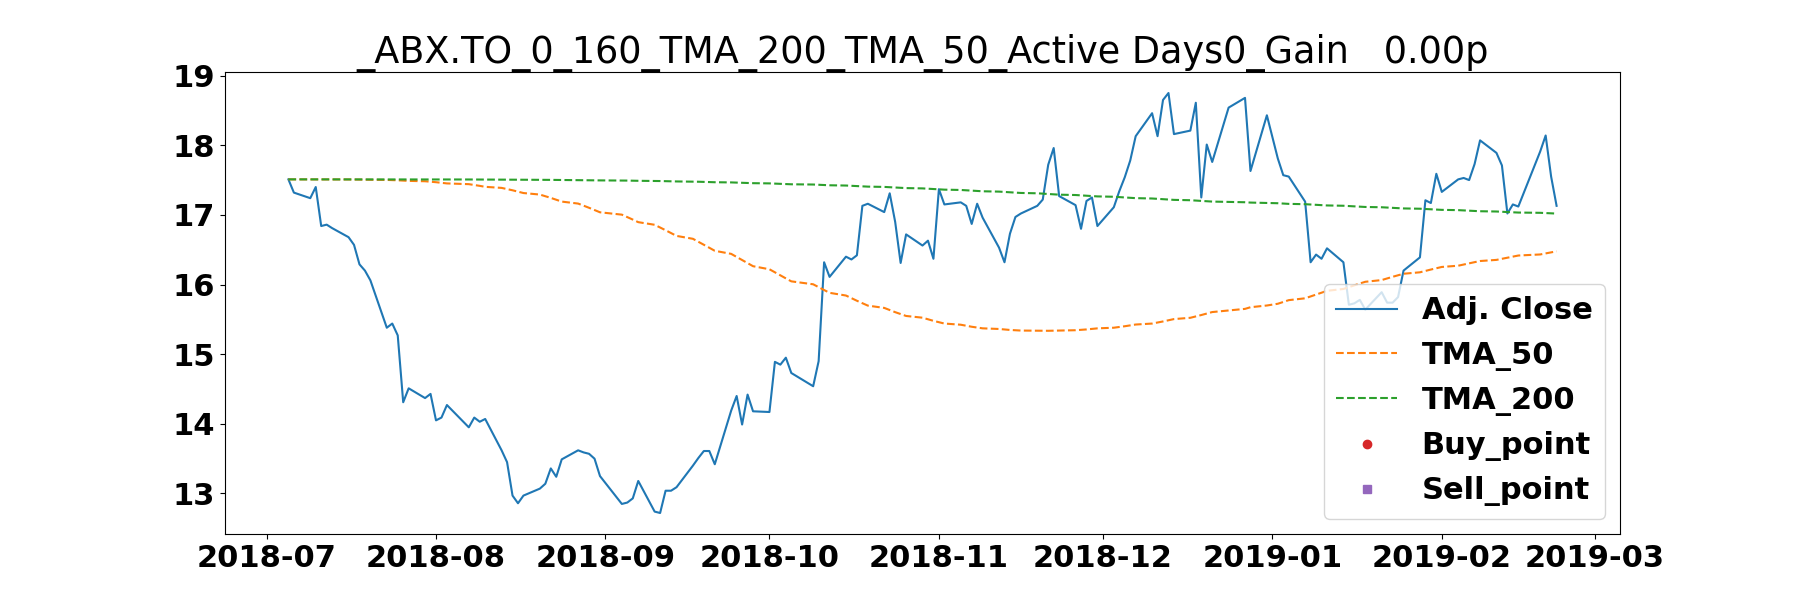 _ABX.TO_0_160_TMA_200_TMA_50_Active Days0_Gain   0.00p
19
18
17
16
15
14
13
Adj. Close
TMA_50
TMA_200
Buy_point
Sell_point
2018-07 2018-08 2018-09 2018-10 2018-11 2018-12 2019-01 2019-02 2019-03